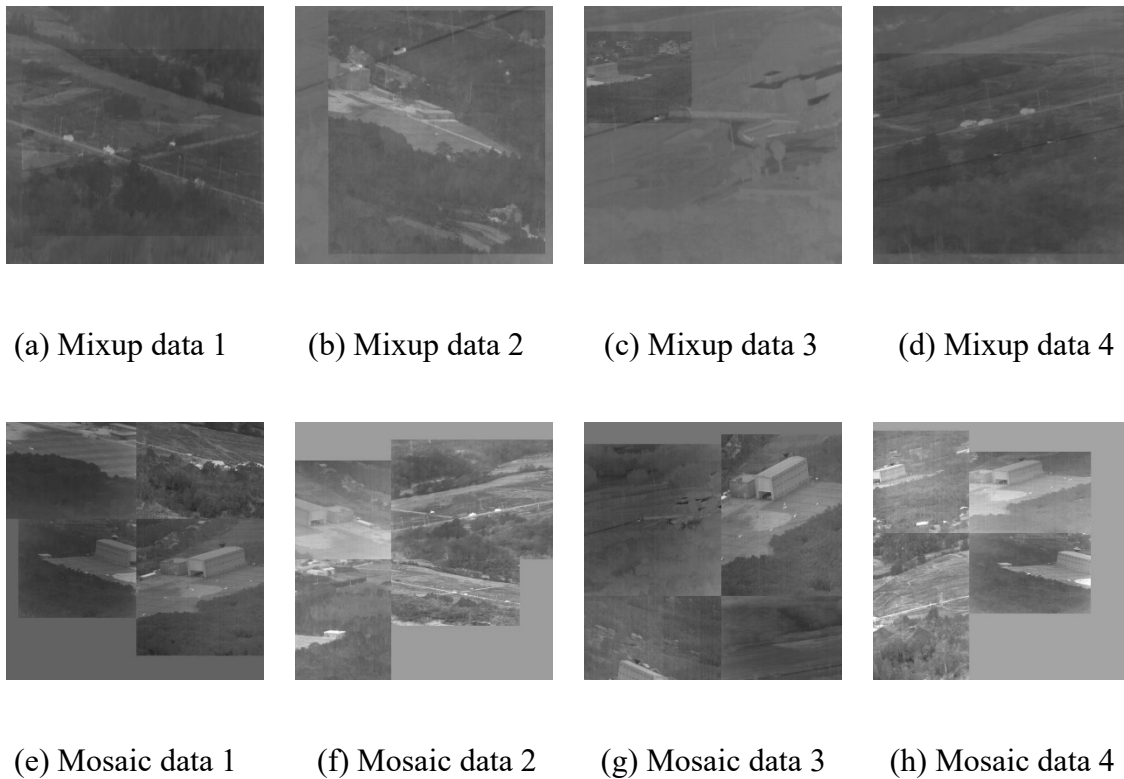 (a) Mixup data 1 (b) Mixup data 2 (c) Mixup data 3 (d) Mixup data 4
(e) Mosaic data 1 (f) Mosaic data 2 (g) Mosaic data 3 (h) Mosaic data 4